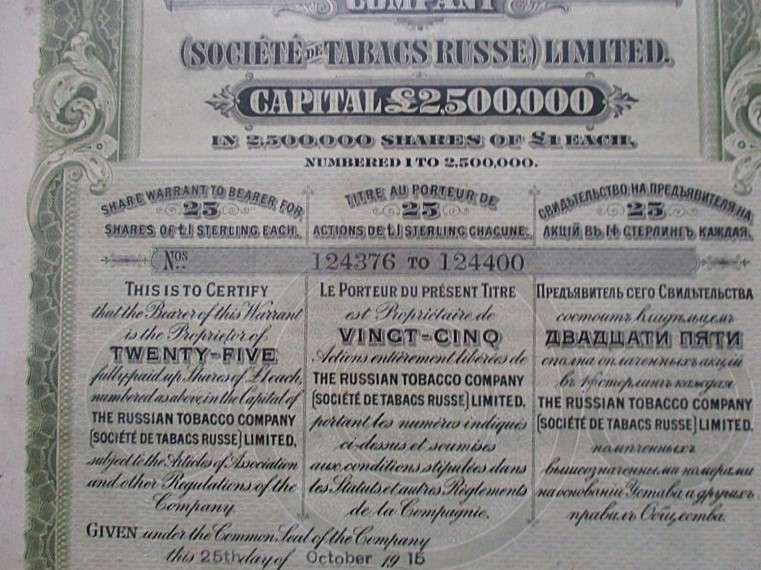 COMPANY
(SOCIÉTÉ DE TABACS RUSSE) LIMITED.
CAPITAL £2,500,000
IN 2,500,000 SHARES OF £1 EACH,
NUMBERED 1 TO 2,500,000.
SHARE WARRANT TO BEARER FOR
25
SHARES OF £1 STERLING EACH.
TITRE AU PORTEUR DE
25
ACTIONS DE £1 STERLING CHACUNE.
СВИДѢТЕЛЬСТВО НА ПРЕДЪЯВИТЕЛЯ НА
25
АКЦІЙ ВЪ 1 £ СТЕРЛИНГЪ КАЖДАЯ.
Nos. 124376 TO 124400
THIS IS TO CERTIFY
that the Bearer of this Warrant
is the Proprietor of
TWENTY-FIVE
fully paid up Shares of £1 each,
numbered as above in the Capital of
THE RUSSIAN TOBACCO COMPANY
(SOCIÉTÉ DE TABACS RUSSE) LIMITED,
subject to the Articles of Association
and other Regulations of the
Company.
LE PORTEUR DU PRÉSENT TITRE
est Propriétaire de
VINGT-CINQ
Actions entièrement libérées de
THE RUSSIAN TOBACCO COMPANY
(SOCIÉTÉ DE TABACS RUSSE) LIMITED,
portant les numéros indiqués
ci-dessus et soumises
aux conditions stipulées dans
les Statuts et autres Règlements
de la Compagnie.
ПРЕДЪЯВИТЕЛЬ СЕГО СВИДѢТЕЛЬСТВА
состоитъ владѣльцемъ
ДВАДЦАТИ ПЯТИ
сполна оплаченныхъ акцій
въ 1 £ стерлингъ каждая
THE RUSSIAN TOBACCO COMPANY
(SOCIÉTÉ DE TABACS RUSSE) LIMITED.
помѣченныхъ
вышеозначенными номерами
на основаніи Устава и другихъ
правилъ Общества.
GIVEN under the Common Seal of the Company
this 25th day of October 1915